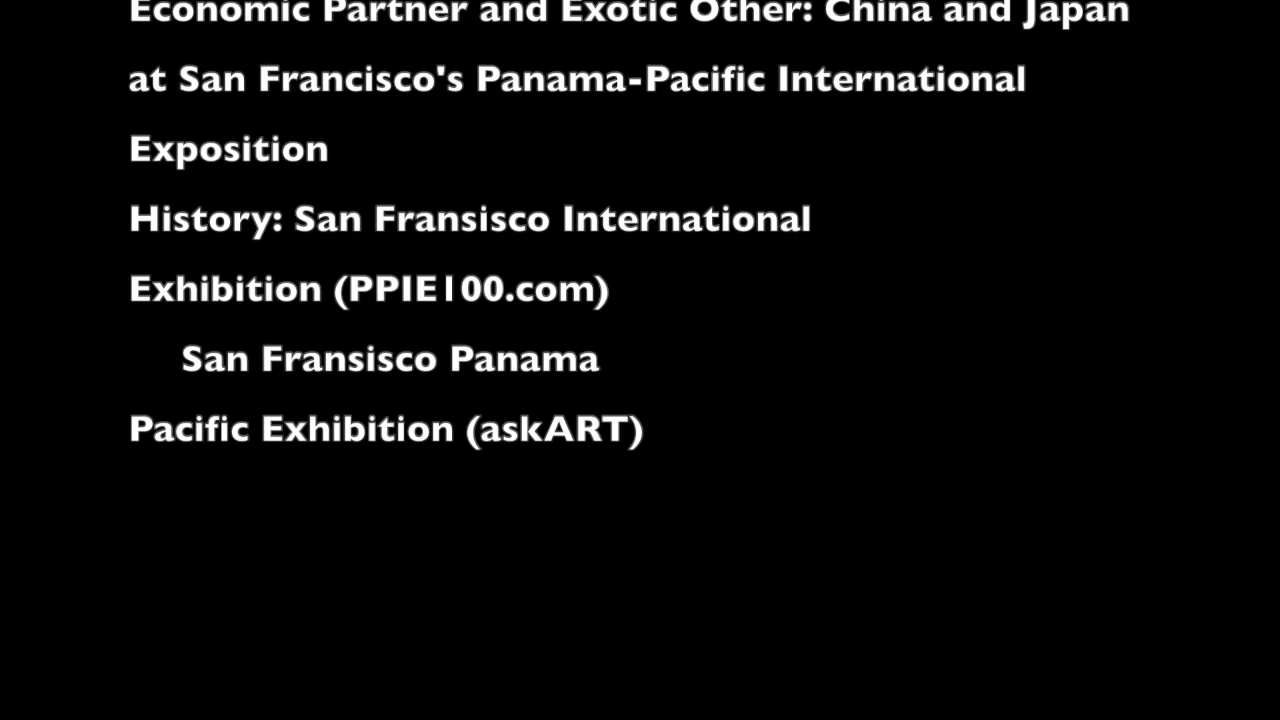 Economic Partner and Exotic Other: China and Japan
at San Francisco's Panama-Pacific International
Exposition
History: San Fransisco International
Exhibition (PPIE100.com)
San Fransisco Panama
Pacific Exhibition (askART)